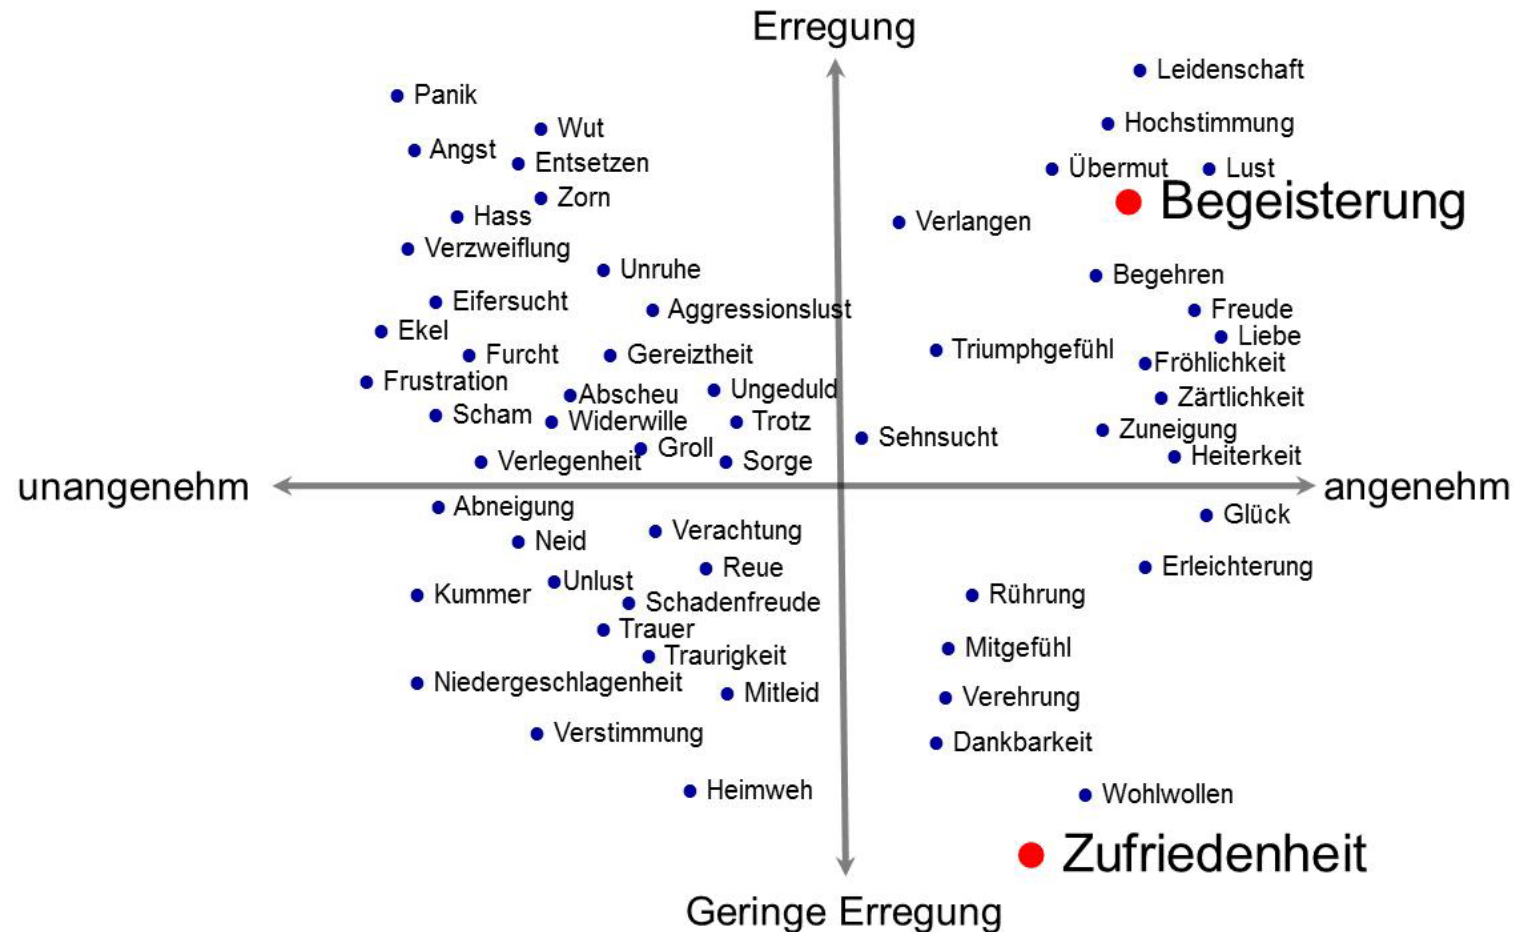 Erregung
Leidenschaft
Panik
Hochstimmung
Wut
Angst
Entsetzen
Übermut
Lust
Zorn
Begeisterung
Hass
Verlangen
Verzweiflung
Unruhe
Begehren
Eifersucht
Aggressionslust
Freude
Ekel
Liebe
Furcht
Gereiztheit
Triumphgefühl
Fröhlichkeit
Frustration
Abscheu
Ungeduld
Zärtlichkeit
Scham
Widerwille
Trotz
Sehnsucht
Zuneigung
Groll
Verlegenheit
Sorge
Heiterkeit
unangenehm
angenehm
Abneigung
Glück
Neid
Verachtung
Reue
Erleichterung
Kummer
Unlust
Schadenfreude
Rührung
Trauer
Traurigkeit
Mitgefühl
Niedergeschlagenheit
Mitleid
Verehrung
Verstimmung
Dankbarkeit
Heimweh
Wohlwollen
Zufriedenheit
Geringe Erregung